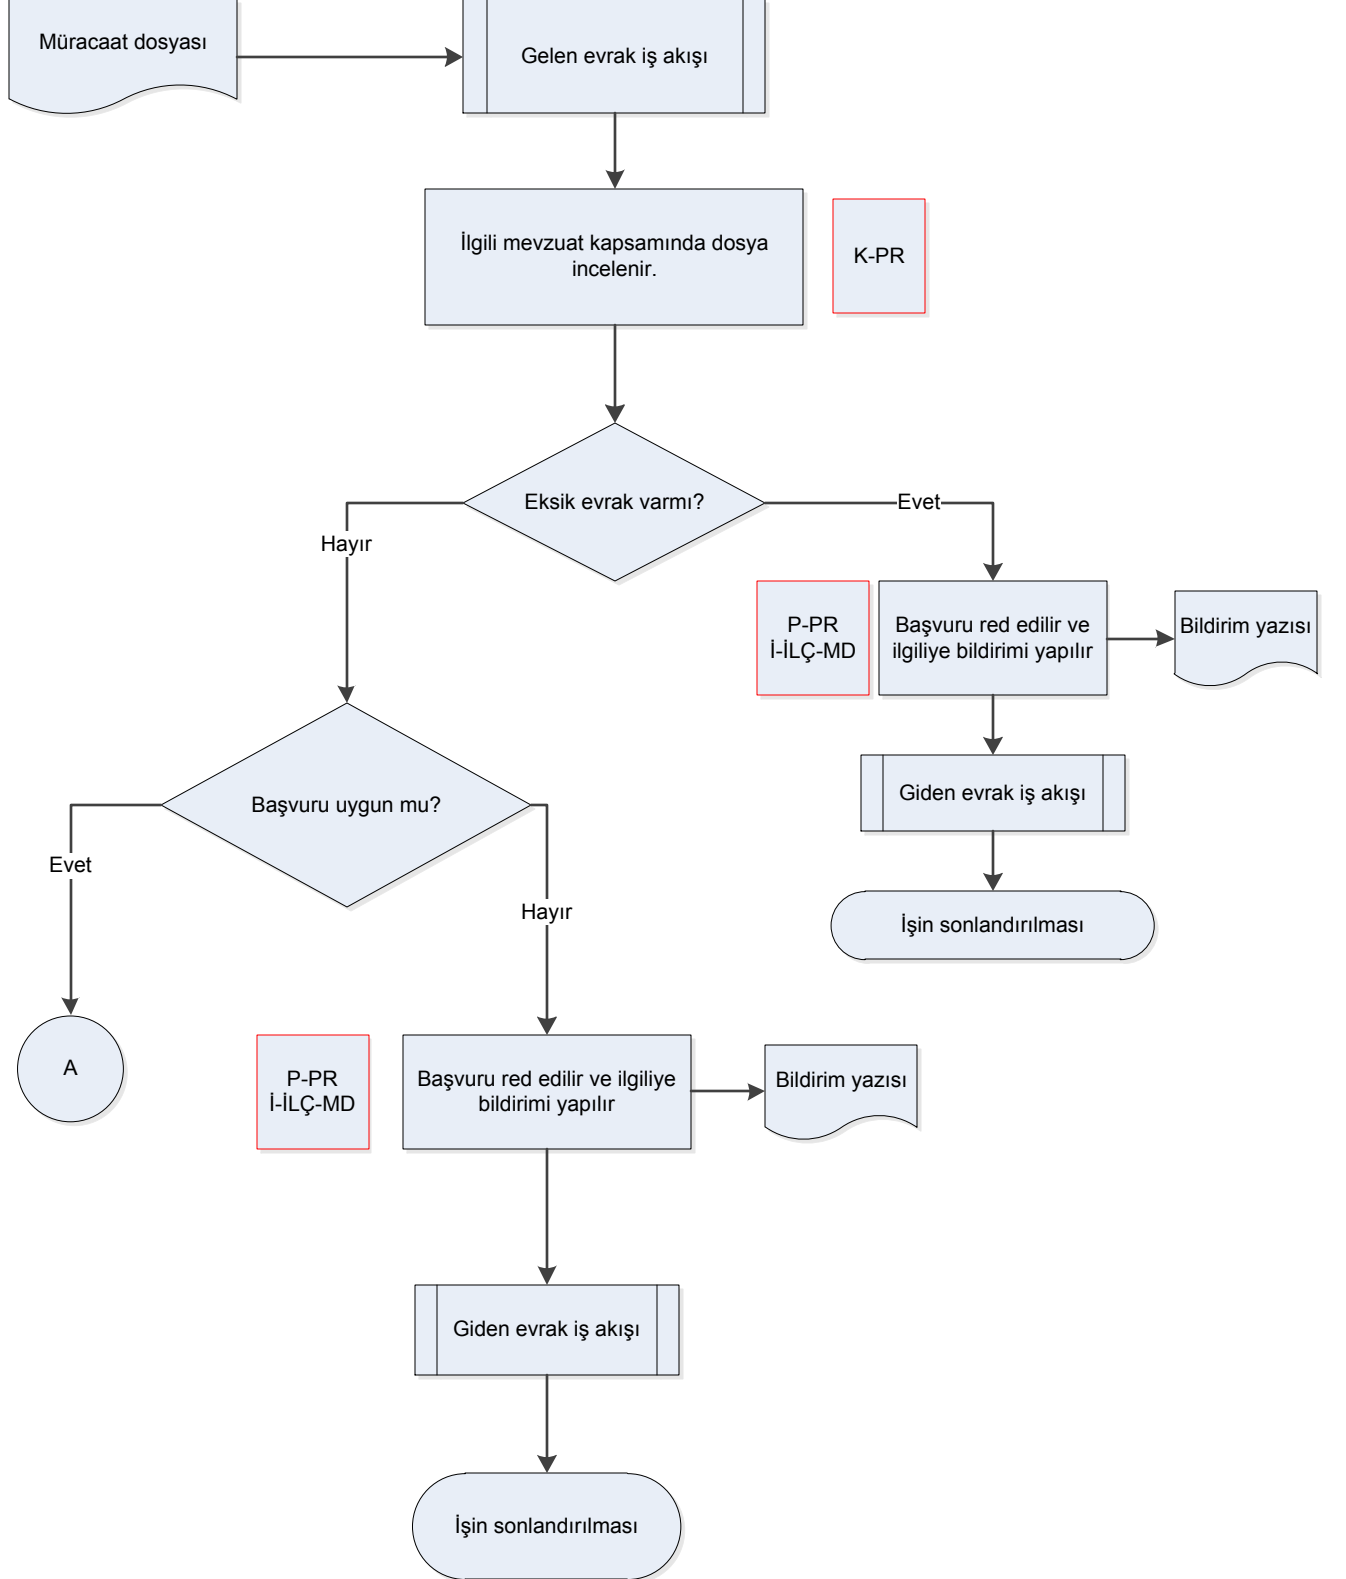 Müracaat dosyası
Gelen evrak iş akışı
İlgili mevzuat kapsamında dosya
incelenir.
K-PR
Eksik evrak varmı?
Evet
Hayır
P-PR
İ-İLÇ-MD
Başvuru red edilir ve
ilgiliye bildirimi yapılır
Bildirim yazısı
Giden evrak iş akışı
İşin sonlandırılması
Başvuru uygun mu?
Evet
Hayır
A
P-PR
İ-İLÇ-MD
Başvuru red edilir ve ilgiliye
bildirimi yapılır
Bildirim yazısı
Giden evrak iş akışı
İşin sonlandırılması